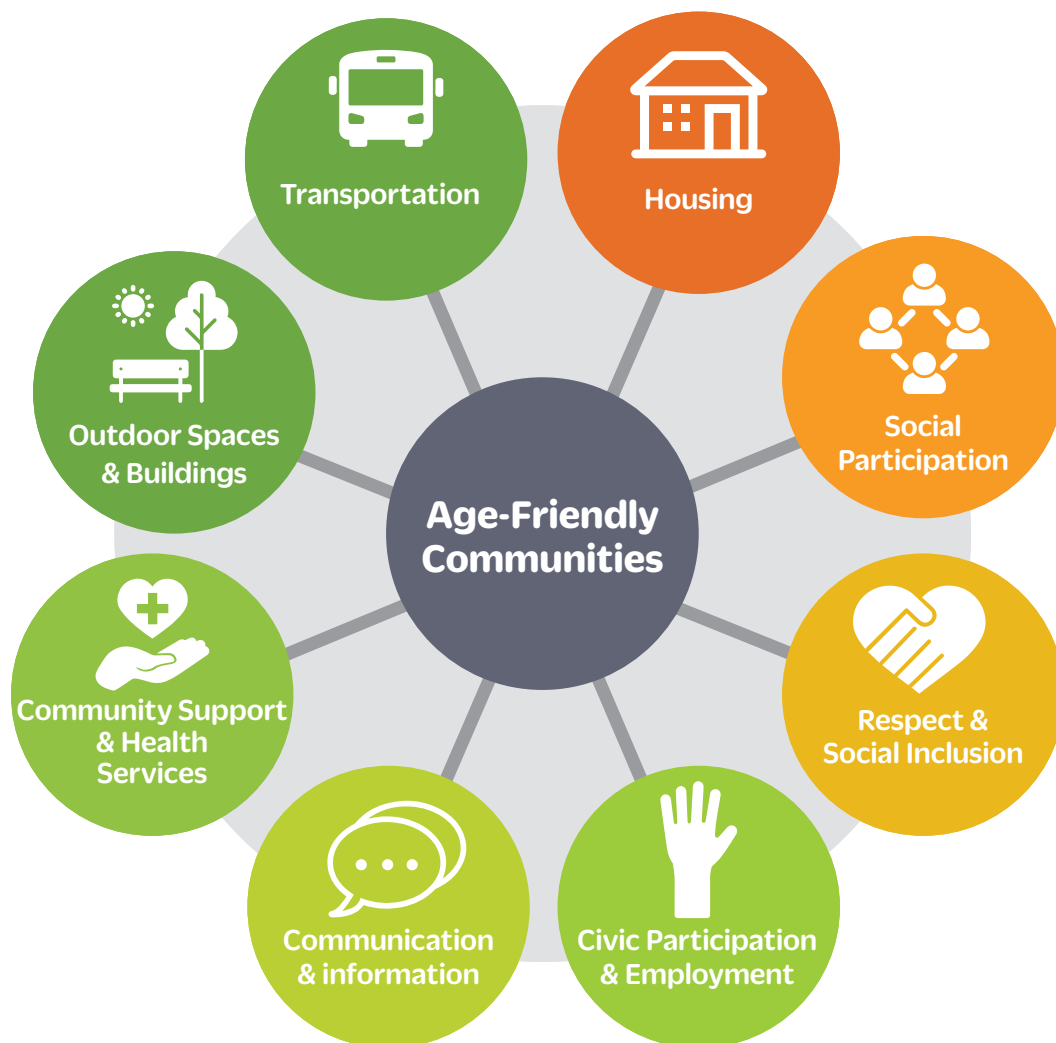 Transportation
Housing
Social
Participation
Respect &
Social Inclusion
Civic Participation
& Employment
Communication
& information
Community Support
& Health
Services
Outdoor Spaces
& Buildings
Age-Friendly
Communities